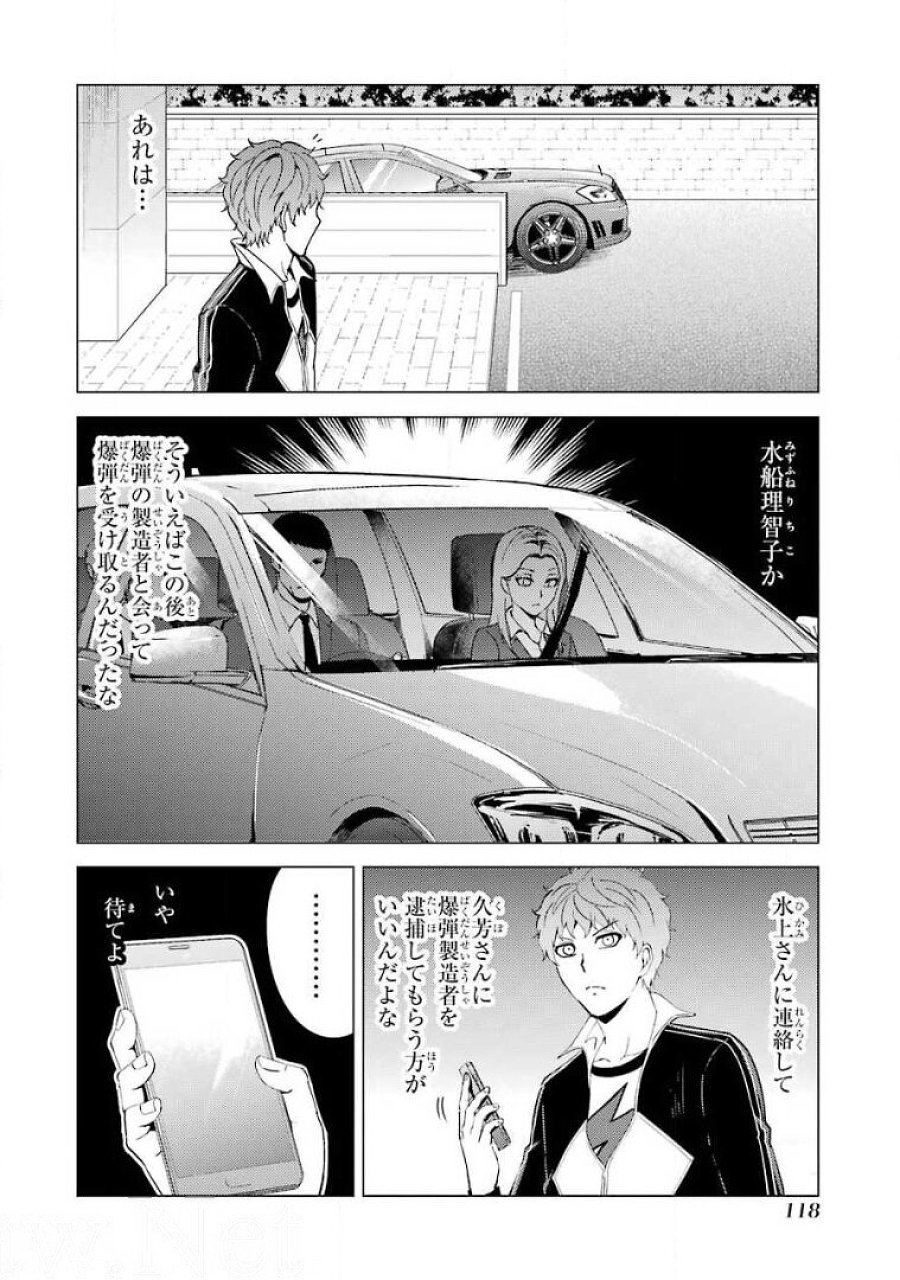 あれは…
水船理智子か
そういえばこの後
爆弾の製造者と会って
爆弾を受け取るんだったな
氷上さんに連絡して
久芳さんに
爆弾製造者を
逮捕してもらう方が
いいんだよな
…………
いや
待てよ
118
tw.Net